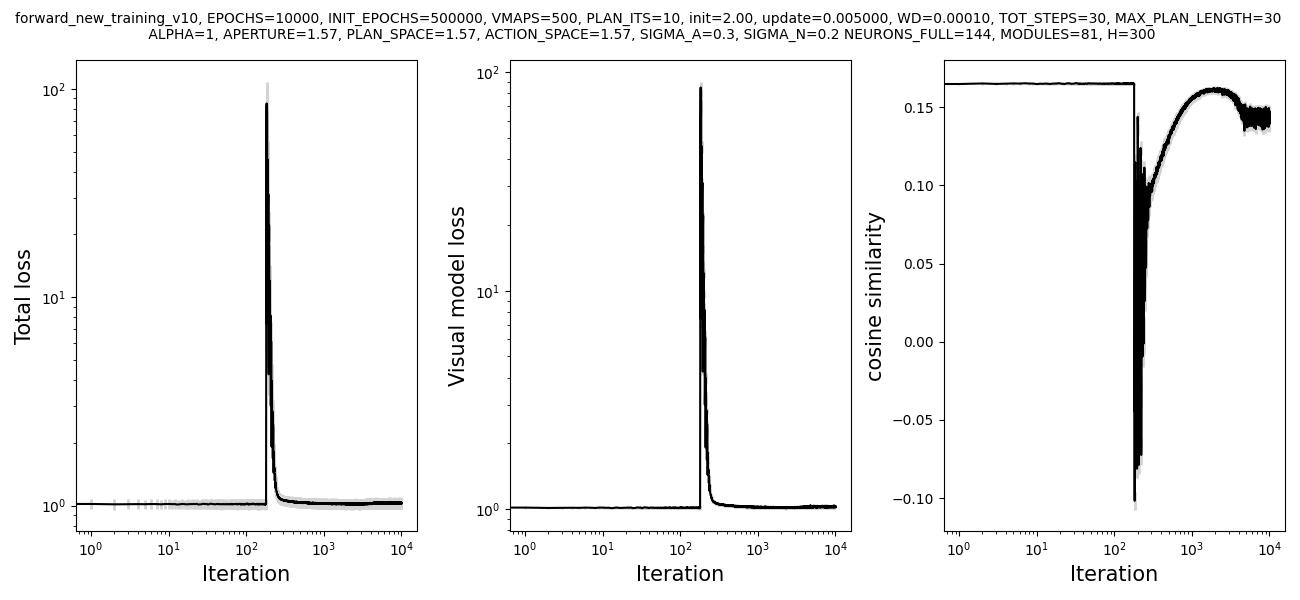 forward_new_training_v10, EPOCHS=10000, INIT_EPOCHS=500000, VMAPS=500, PLAN_ITS=10, init=2.00, update=0.005000, WD=0.00010, TOT_STEPS=30, MAX_PLAN_LENGTH=30
ALPHA=1, APERTURE=1.57, PLAN_SPACE=1.57, ACTION_SPACE=1.57, SIGMA_A=0.3, SIGMA_N=0.2 NEURONS_FULL=144, MODULES=81, H=300
Total loss
10²
10¹
10⁰
10⁰ 10¹ 10² 10³ 10⁴
Iteration
Visual model loss
10²
10¹
10⁰
10⁰ 10¹ 10² 10³ 10⁴
Iteration
cosine similarity
0.15
0.10
0.05
0.00
−0.05
−0.10
10⁰ 10¹ 10² 10³ 10⁴
Iteration